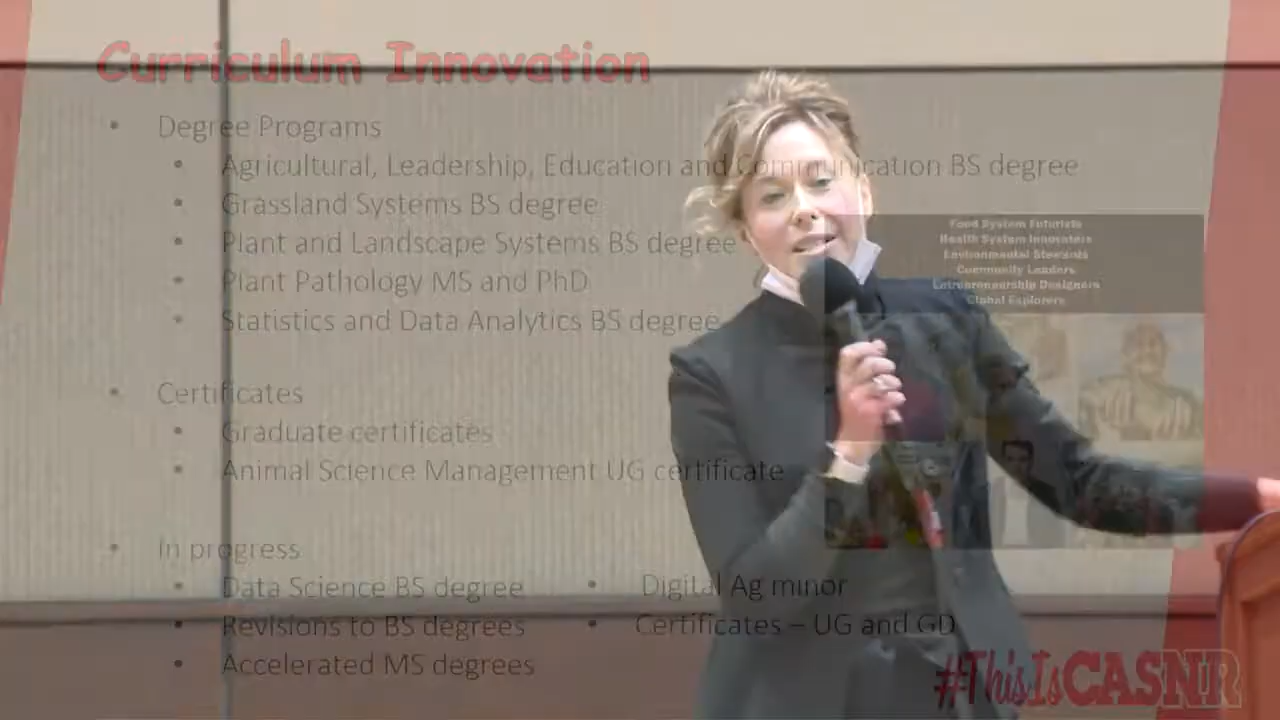 Curriculum Innovation
• Degree Programs
• Agricultural, Leadership, Education and Communication BS degree
• Grassland Systems BS degree
• Plant and Landscape Systems BS degree
• Plant Pathology MS and PhD
• Statistics and Data Analytics BS degree
Food System Futurists
Health System Innovators
Environmental Stewards
Community Leaders
Entrepreneurship Designers
Global Explorers
• Certificates
• Graduate certificates
• Animal Science Management UG certificate
• In progress
• Data Science BS degree
• Revisions to BS degrees
• Accelerated MS degrees
• Digital Ag minor
• Certificates – UG and GD
#ThisIsCASNR